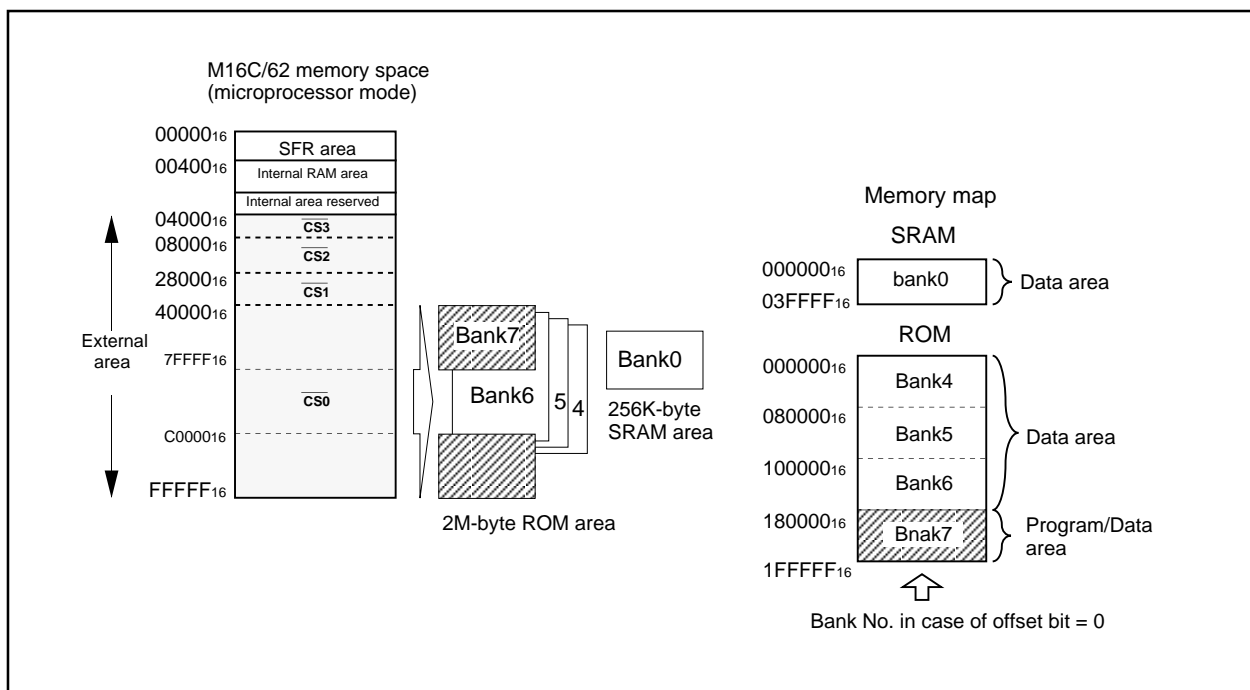 M16C/62 memory space
(microprocessor mode)
0000016
SFR area
0040016
Internal RAM area
Internal area reserved
0400016
CS3
0800016
CS2
2800016
CS1
4000016
External
area
7FFFF16
CS0
C000016
FFFFF16
Bank7
Bank6
5
4
2M-byte ROM area
Bank0
256K-byte
SRAM area
Memory map
SRAM
00000016
bank0
Data area
03FFFF16
ROM
00000016
Bank4
08000016
Bank5
Data area
10000016
Bank6
18000016
Bnak7
Program/Data
area
1FFFFF16
Bank No. in case of offset bit = 0